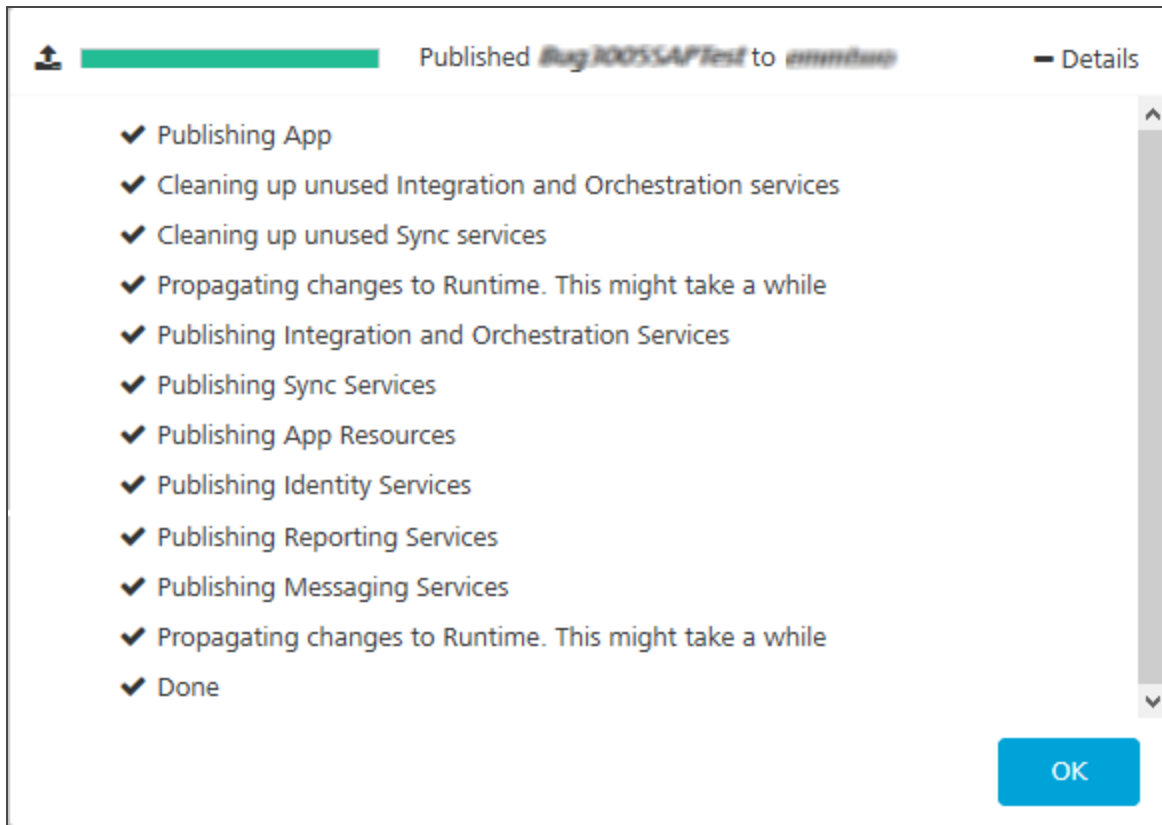 Published to
Details
Publishing App
Cleaning up unused Integration and Orchestration services
Cleaning up unused Sync services
Propagating changes to Runtime. This might take a while
Publishing Integration and Orchestration Services
Publishing Sync Services
Publishing App Resources
Publishing Identity Services
Publishing Reporting Services
Publishing Messaging Services
Propagating changes to Runtime. This might take a while
Done
OK